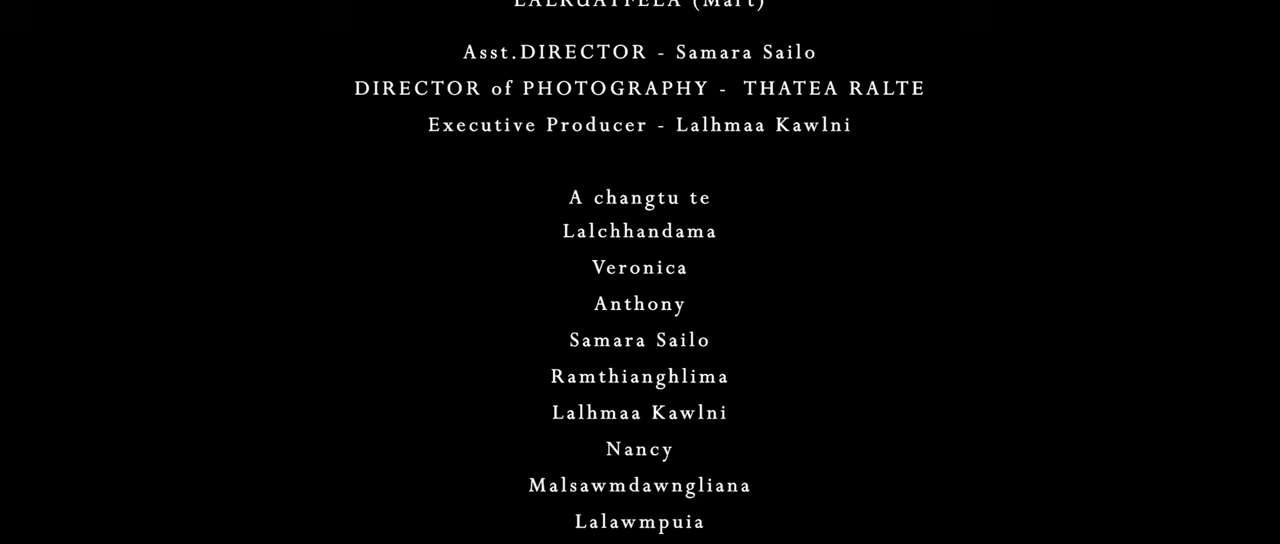 (Mart)
Asst.DIRECTOR - Samara Sailo
DIRECTOR of PHOTOGRAPHY - THATEA RALTE
Executive Producer - Lalhmaa Kawlni
A changtu te
Lalchhandama
Veronica
Anthony
Samara Sailo
Ramthianghlima
Lalhmaa Kawlni
Nancy
Malsawmdawngliana
Lalawmpuia